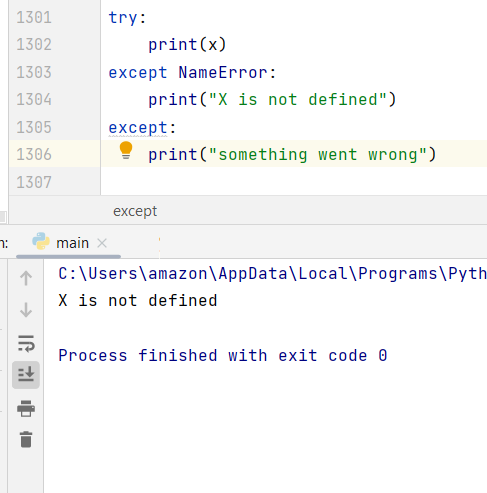 1301 try:
1302 print(x)
1303 except NameError:
1304 print("X is not defined")
1305 except:
1306 print("something went wrong")
1307
except
main
C:\Users\amazon\AppData\Local\Programs\Pyth
X is not defined
Process finished with exit code 0